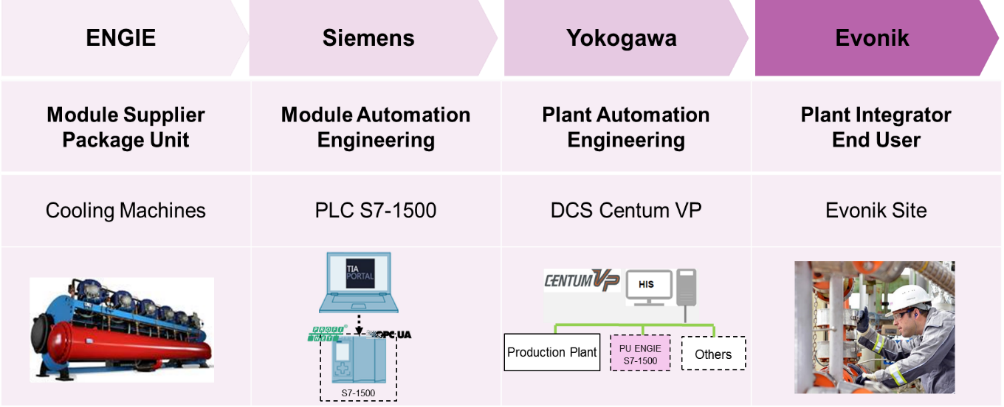 ENGIE
Siemens
Yokogawa
Evonik
Module Supplier
Package Unit
Module Automation
Engineering
Plant Automation
Engineering
Plant Integrator
End User
Cooling Machines
PLC S7-1500
DCS Centum VP
Evonik Site
TIA
PORTAL
OPC UA
S7-1500
CENTUM VP
HIS
Production Plant
PU ENGIE
S7-1500
Others